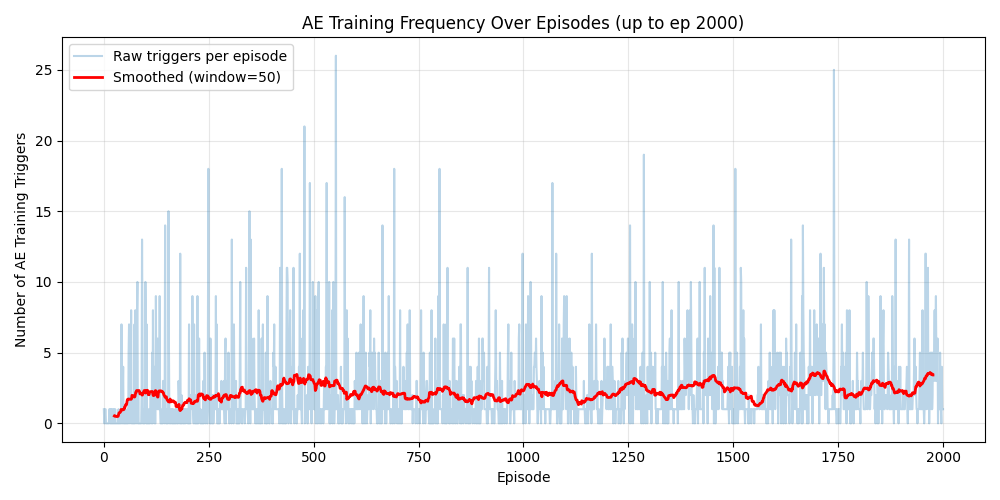 AE Training Frequency Over Episodes (up to ep 2000)
Raw triggers per episode
Smoothed (window=50)
Number of AE Training Triggers
25
20
15
10
5
0
0 250 500 750 1000 1250 1500 1750 2000
Episode